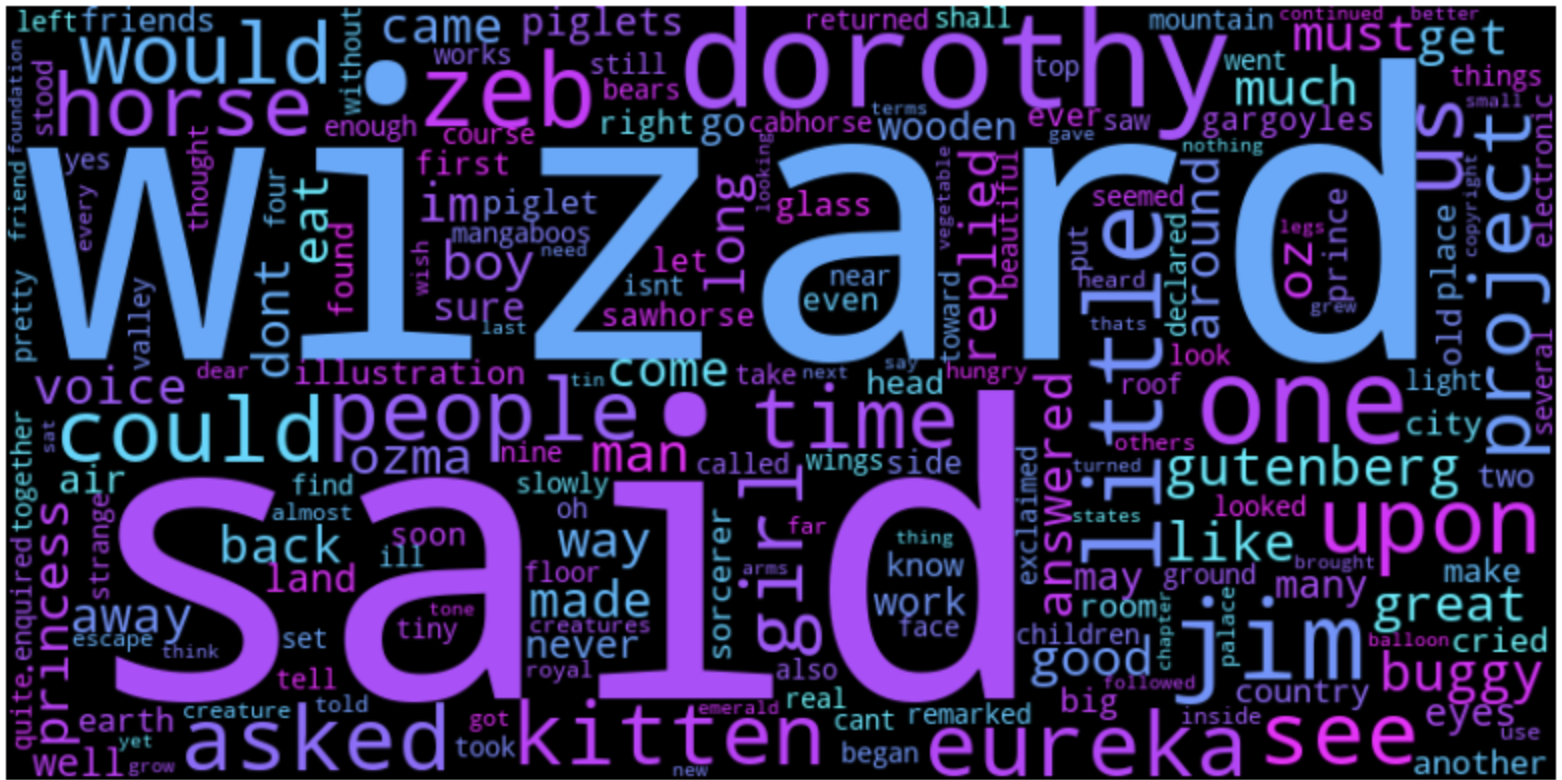 left friends would came piglets returned shall mountain continued better must get
works still dorothy top went much things
stood horse without zeb bears right go cabhorse terms wooden ever saw gargoyles small
foundation enough course gave nothing us electronic
wizard
yes thought first looking vegetable beautiful seemed copyright project
friend every four eat im piglet long glass replied little around legs prince
found wish mangaboos need let near put heard declared oz
pretty valley dont boy isnt even toward thats grew old place
sure last sawhorse
voice dear illustration tin come take next say head hungry look light several
could people time roof one city
sat ozma nine man called wings side answered others
air find slowly girl exclaimed turned gutenberg two
said
together strange almost oh far states looked upon
back soon ill way thing like brought
princess land floor arms know may ground many make
away tone made sorcerer work room great
quite.enquired escape think set tiny creatures never face children chapter palace jim balloon cried
tell royal also good followed country buggy
earth creature told got emerald real cant remarked big inside eyes use
well yet grow asked took kitten new began eureka see another